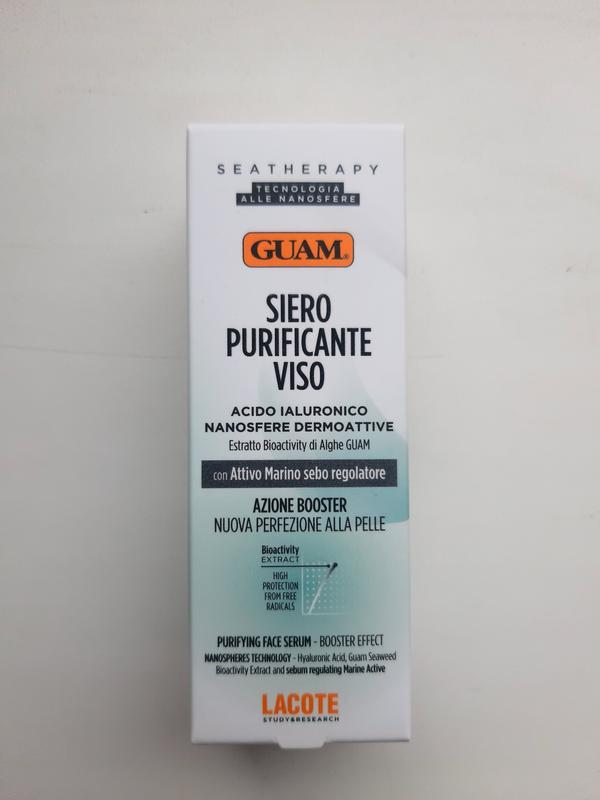 SEATHERAPY
TECNOLOGIA
ALLE NANOSFERE
GUAM®
SIERO
PURIFICANTE
VISO
ACIDO IALURONICO
NANOSFERE DERMOATTIVE
Estratto Bioactivity di Alghe GUAM
con Attivo Marino sebo regolatore
AZIONE BOOSTER
NUOVA PERFEZIONE ALLA PELLE
Bioactivity
EXTRACT
HIGH
PROTECTION
FROM FREE
RADICALS
PURIFYING FACE SERUM - BOOSTER EFFECT
NANOSPHERES TECHNOLOGY - Hyaluronic Acid, Guam Seaweed
Bioactivity Extract and sebum regulating Marine Active
LACOTE
STUDY&RESEARCH